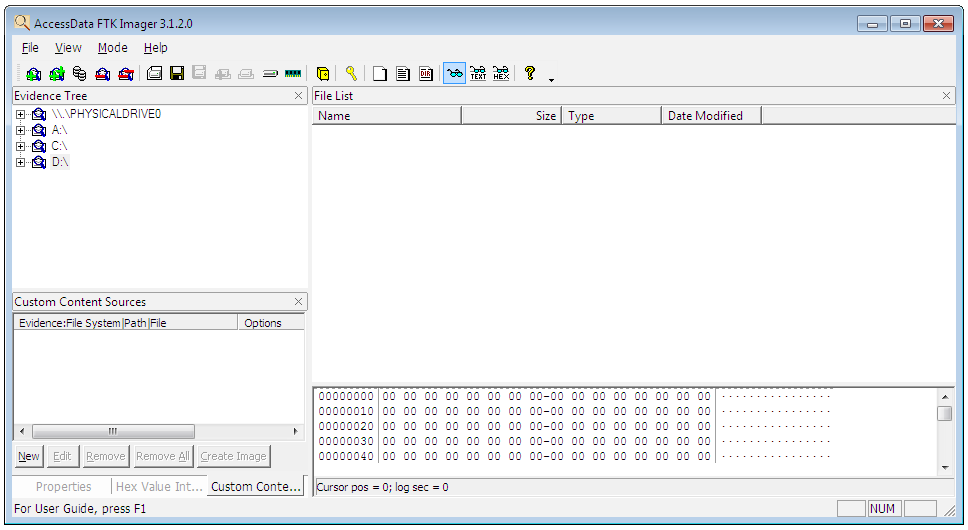 AccessData FTK Imager 3.1.2.0
File View Mode Help
TEXT HEX
Evidence Tree
\\.\PHYSICALDRIVE0
A:\
C:\
D:\
File List
Name Size Type Date Modified
Custom Content Sources
Evidence:File System|Path|File Options
New Edit Remove Remove All Create Image
Properties Hex Value Int... Custom Conte...
00000000 00 00 00 00 00 00 00 00-00 00 00 00 00 00 00 00 ................
00000010 00 00 00 00 00 00 00 00-00 00 00 00 00 00 00 00 ................
00000020 00 00 00 00 00 00 00 00-00 00 00 00 00 00 00 00 ................
00000030 00 00 00 00 00 00 00 00-00 00 00 00 00 00 00 00 ................
00000040 00 00 00 00 00 00 00 00-00 00 00 00 00 00 00 00 ................
Cursor pos = 0; log sec = 0
For User Guide, press F1
NUM